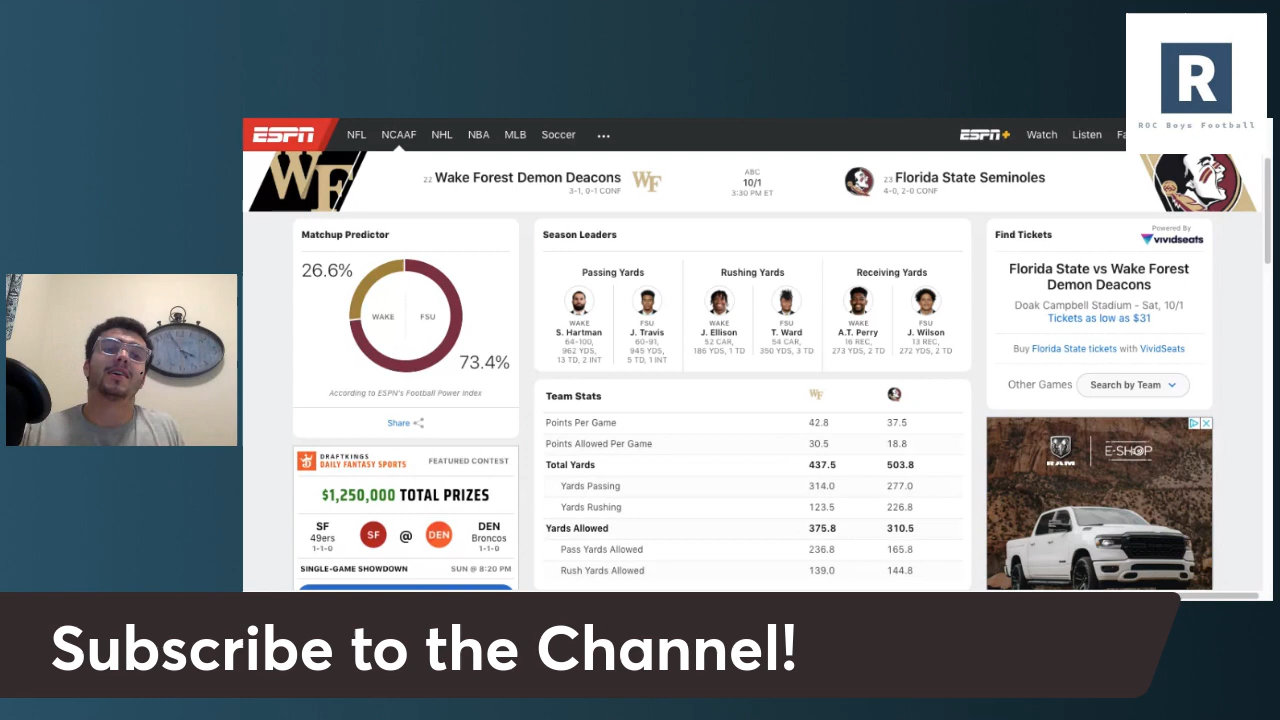 R
ROC Boys Football
ESPN NFL NCAAF NHL NBA MLB Soccer ... ESPN+ Watch Listen Fa
WF 22 Wake Forest Demon Deacons WF
3-1, 0-1 CONF
ABC
10/1
3:30 PM ET
23 Florida State Seminoles
4-0, 2-0 CONF
Matchup Predictor
26.6%
WAKE FSU
73.4%
According to ESPN's Football Power Index
Share
DRAFTKINGS
DAILY FANTASY SPORTS FEATURED CONTEST
$1,250,000 TOTAL PRIZES
SF
49ers
1-1-0
SF @ DEN
DEN
Broncos
1-1-0
SINGLE-GAME SHOWDOWN SUN @ 8:20 PM
Season Leaders
Passing Yards Rushing Yards Receiving Yards
WAKE
S. Hartman
64-100,
962 YDS,
13 TD, 2 INT
FSU
J. Travis
60-91,
945 YDS,
5 TD, 1 INT
WAKE
J. Ellison
52 CAR,
186 YDS, 1 TD
FSU
T. Ward
54 CAR,
350 YDS, 3 TD
WAKE
A.T. Perry
16 REC,
273 YDS, 2 TD
FSU
J. Wilson
13 REC,
272 YDS, 2 TD
Team Stats WF
Points Per Game 42.8 37.5
Points Allowed Per Game 30.5 18.8
Total Yards 437.5 503.8
Yards Passing 314.0 277.0
Yards Rushing 123.5 226.8
Yards Allowed 375.8 310.5
Pass Yards Allowed 236.8 165.8
Rush Yards Allowed 139.0 144.8
Find Tickets
Powered By
vividseats
Florida State vs Wake Forest
Demon Deacons
Doak Campbell Stadium - Sat, 10/1
Tickets as low as $31
Buy Florida State tickets with VividSeats
Other Games Search by Team
RAM E-SHOP
Subscribe to the Channel!